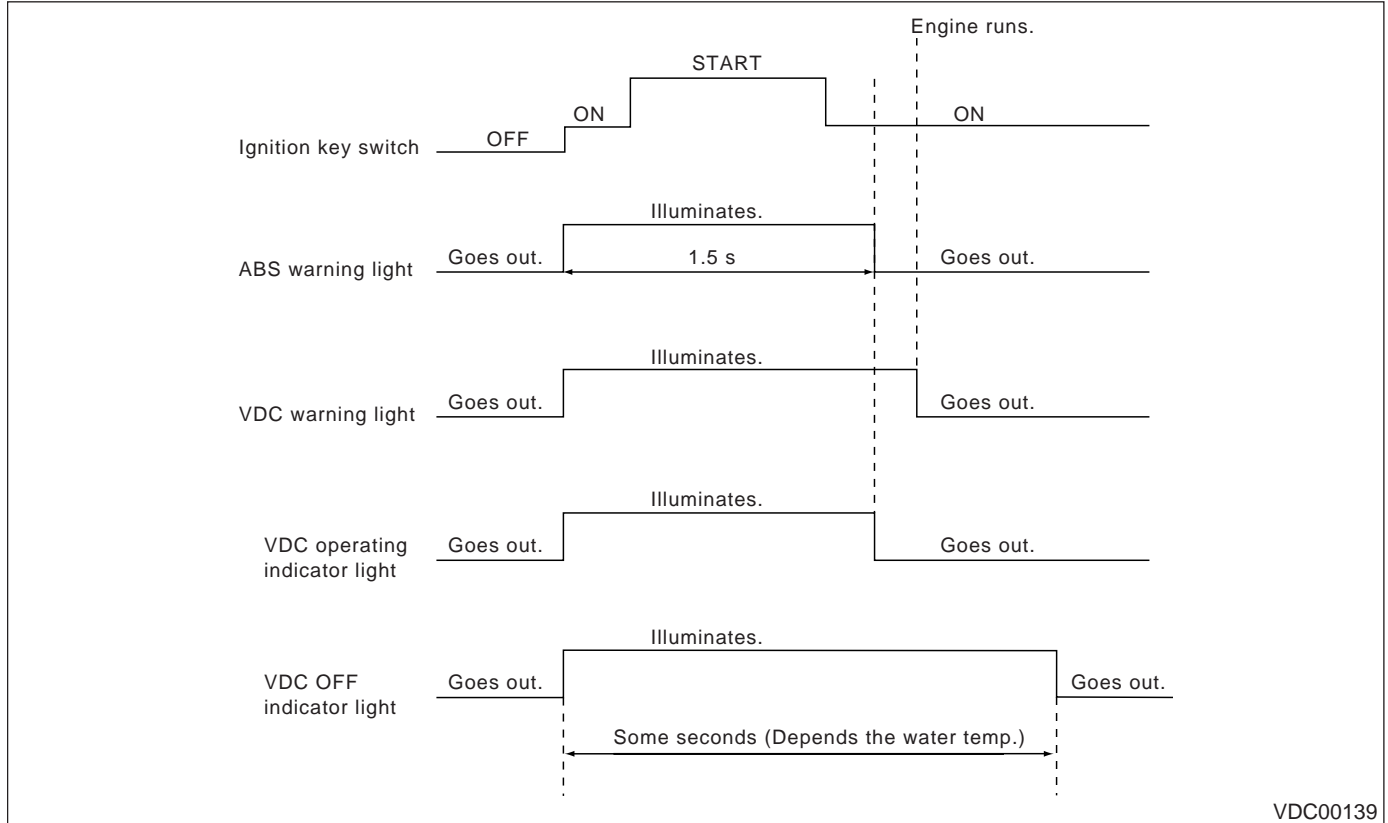 Engine runs.
START
ON
ON
OFF
Ignition key switch
Illuminates.
Goes out.
1.5 s
Goes out.
ABS warning light
Illuminates.
Goes out.
Goes out.
VDC warning light
Illuminates.
VDC operating
indicator light
Goes out.
Goes out.
Illuminates.
VDC OFF
indicator light
Goes out.
Goes out.
Some seconds (Depends the water temp.)
VDC00139